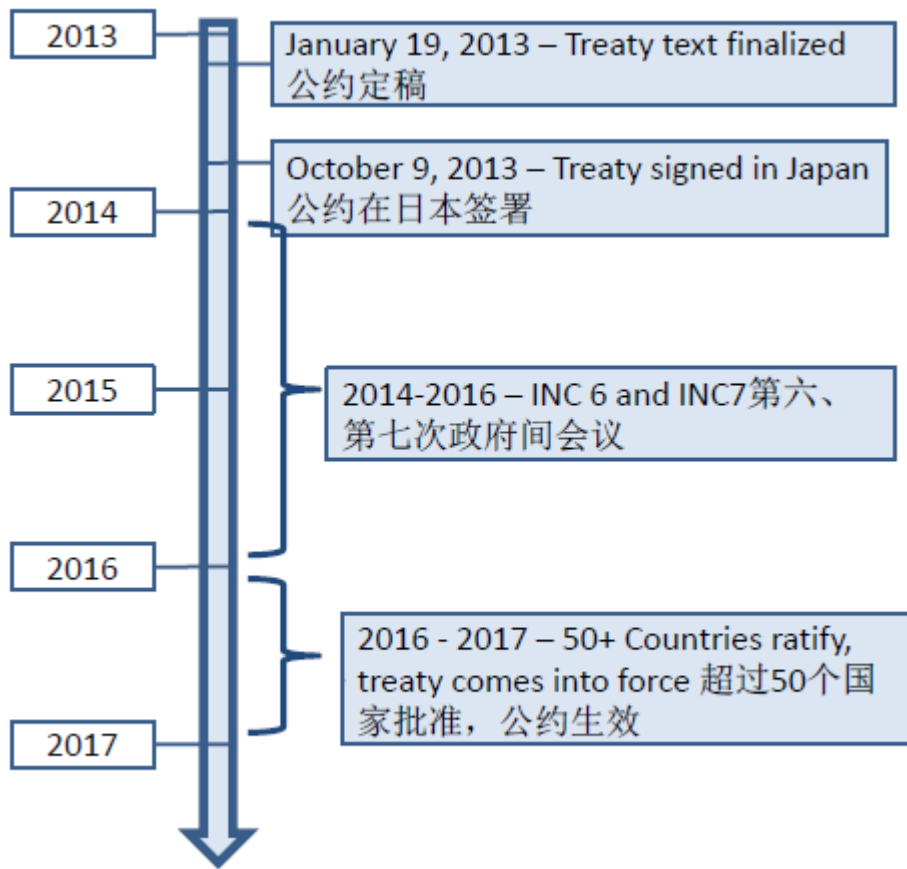 2013
January 19, 2013 – Treaty text finalized
公约定稿
October 9, 2013 – Treaty signed in Japan
公约在日本签署
2014
2015
2014-2016 – INC 6 and INC7第六、
第七次政府间会议
2016
2016 - 2017 – 50+ Countries ratify,
treaty comes into force 超过50个国
家批准，公约生效
2017